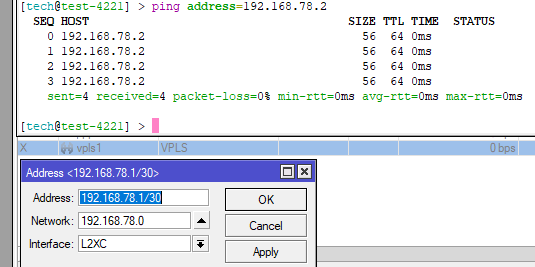 [tech@test-4221] > ping address=192.168.78.2
SEQ HOST SIZE TTL TIME STATUS
0 192.168.78.2 56 64 0ms
1 192.168.78.2 56 64 0ms
2 192.168.78.2 56 64 0ms
3 192.168.78.2 56 64 0ms
sent=4 received=4 packet-loss=0% min-rtt=0ms avg-rtt=0ms max-rtt=0ms
[tech@test-4221] >
X vpls1 VPLS 0 bps
Address <192.168.78.1/30>
Address: 192.168.78.1/30 OK
Network: 192.168.78.0 Cancel
Interface: L2XC Apply